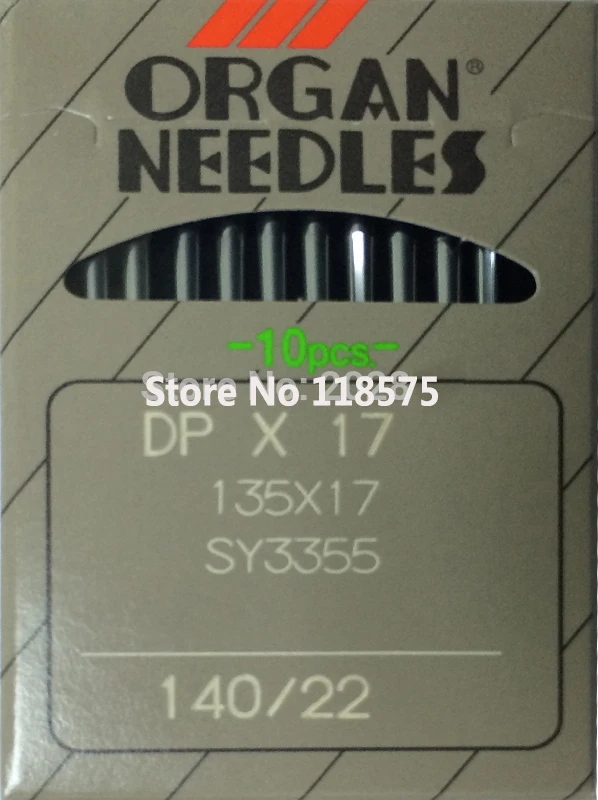 ORGAN®
NEEDLES
-10pcs.-
Store No: 118575
DP X 17
135X17
SY3355
140/22